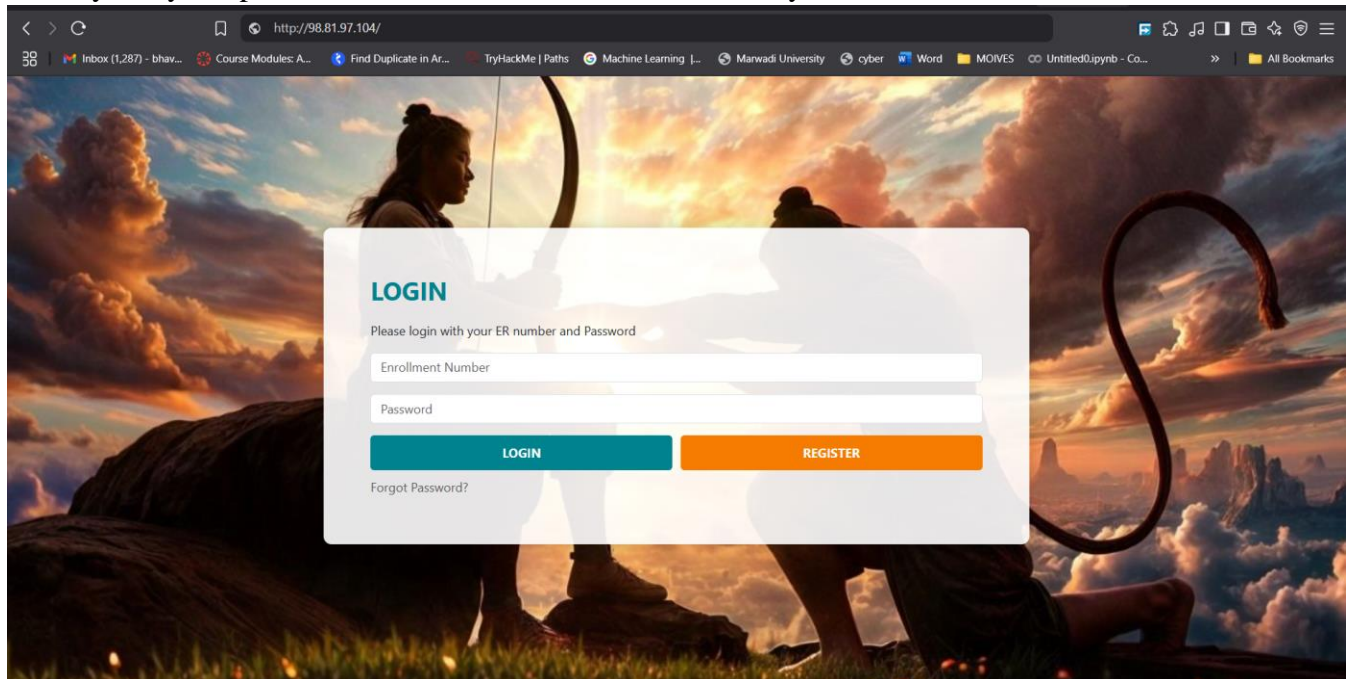 http://98.81.97.104/
Inbox (1,287) - bhav... Course Modules: A... Find Duplicate in Ar... TryHackMe | Paths Machine Learning |... Marwadi University cyber Word MOIVES Untitled0.ipynb - Co... » All Bookmarks
LOGIN
Please login with your ER number and Password
Enrollment Number
Password
LOGIN REGISTER
Forgot Password?